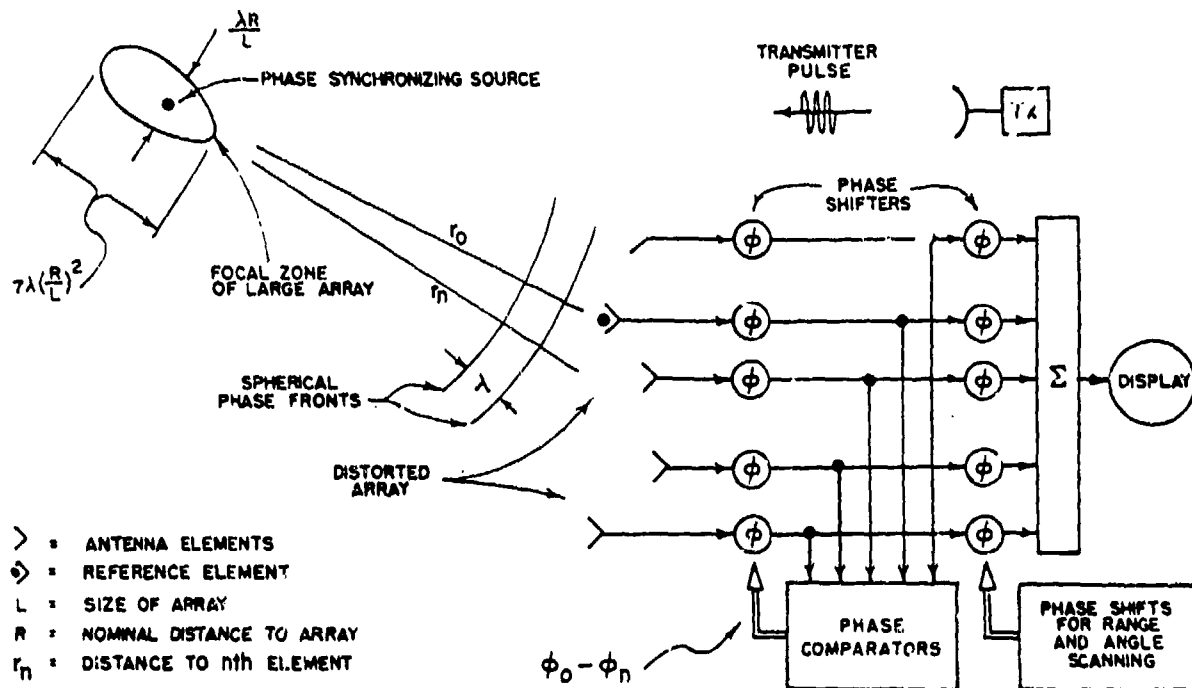 λR
L
PHASE SYNCHRONIZING SOURCE
TRANSMITTER
PULSE
PHASE
SHIFTERS
7λ(R/L)²
FOCAL ZONE
OF LARGE ARRAY
r₀
rₙ
SPHERICAL
PHASE FRONTS
λ
DISTORTED
ARRAY
ϕ ϕ
ϕ ϕ
ϕ ϕ
ϕ ϕ
ϕ ϕ
Σ
DISPLAY
> = ANTENNA ELEMENTS
•> = REFERENCE ELEMENT
L = SIZE OF ARRAY
R = NOMINAL DISTANCE TO ARRAY
rₙ = DISTANCE TO nth ELEMENT
ϕ₀ – ϕₙ
PHASE
COMPARATORS
PHASE SHIFTS
FOR RANGE
AND ANGLE
SCANNING